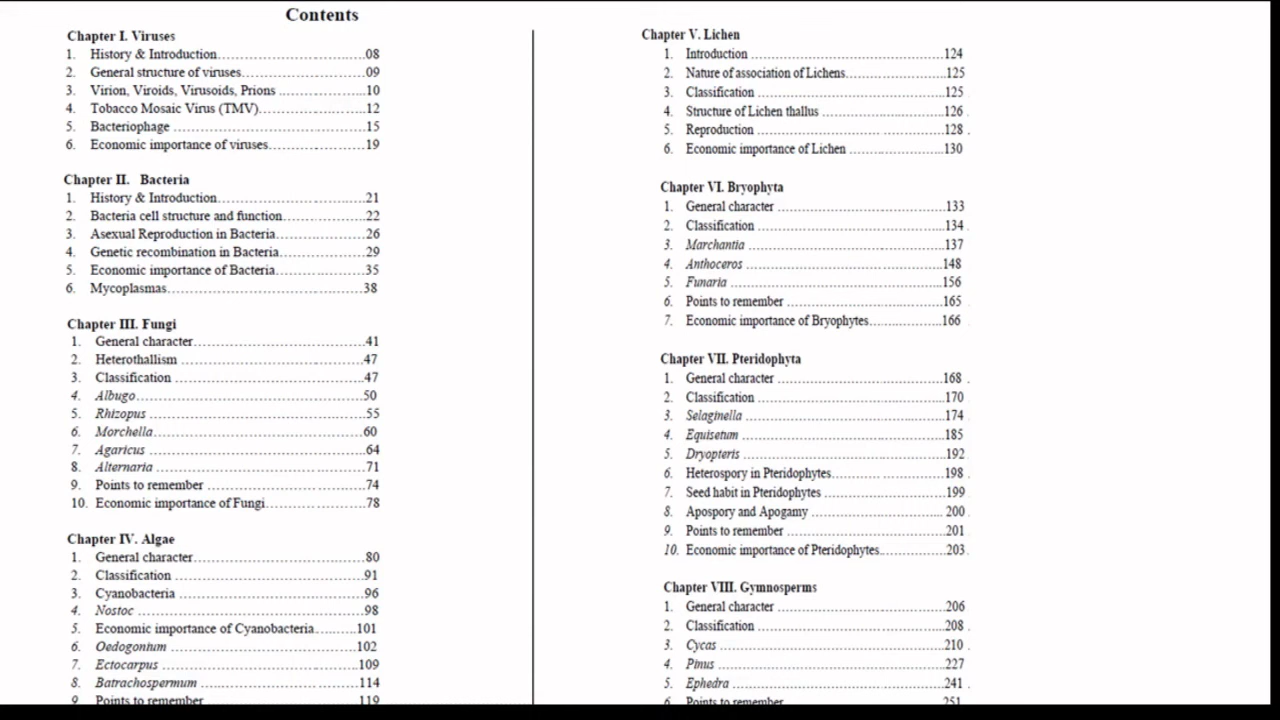 Contents
Chapter I. Viruses
1. History & Introduction..............................08
2. General structure of viruses.........................09
3. Virion, Viroids, Virusoids, Prions .....................10
4. Tobacco Mosaic Virus (TMV)..........................12
5. Bacteriophage ..........................................15
6. Economic importance of viruses......................19
Chapter II. Bacteria
1. History & Introduction..............................21
2. Bacteria cell structure and function....................22
3. Asexual Reproduction in Bacteria.....................26
4. Genetic recombination in Bacteria....................29
5. Economic importance of Bacteria.....................35
6. Mycoplasmas...........................................38
Chapter III. Fungi
1. General character.....................................41
2. Heterothallism ........................................47
3. Classification .........................................47
4. Albugo.................................................50
5. Rhizopus ...............................................55
6. Morchella..............................................60
7. Agaricus ...............................................64
8. Alternaria ..............................................71
9. Points to remember ...................................74
10. Economic importance of Fungi.......................78
Chapter IV. Algae
1. General character.....................................80
2. Classification .........................................91
3. Cyanobacteria ........................................96
4. Nostoc .................................................98
5. Economic importance of Cyanobacteria..........101
6. Oedogonium .........................................102
7. Ectocarpus ...........................................109
8. Batrachospermum ...................................114
9. Points to remember .................................119
Chapter V. Lichen
1. Introduction .........................................124
2. Nature of association of Lichens....................125
3. Classification .......................................125
4. Structure of Lichen thallus ..........................126
5. Reproduction ........................................128
6. Economic importance of Lichen ....................130
Chapter VI. Bryophyta
1. General character ....................................133
2. Classification .......................................134
3. Marchantia ..........................................137
4. Anthoceros ...........................................148
5. Funaria ..............................................156
6. Points to remember ..................................165
7. Economic importance of Bryophytes................166
Chapter VII. Pteridophyta
1. General character ....................................168
2. Classification .......................................170
3. Selaginella ...........................................174
4. Equisetum ............................................185
5. Dryopteris ............................................192
6. Heterospory in Pteridophytes........................198
7. Seed habit in Pteridophytes .........................199
8. Apospory and Apogamy ............................200
9. Points to remember ..................................201
10. Economic importance of Pteridophytes.............203
Chapter VIII. Gymnosperms
1. General character ....................................206
2. Classification .......................................208
3. Cycas ................................................210
4. Pinus .................................................227
5. Ephedra ..............................................241
6. Points to remember ..................................251